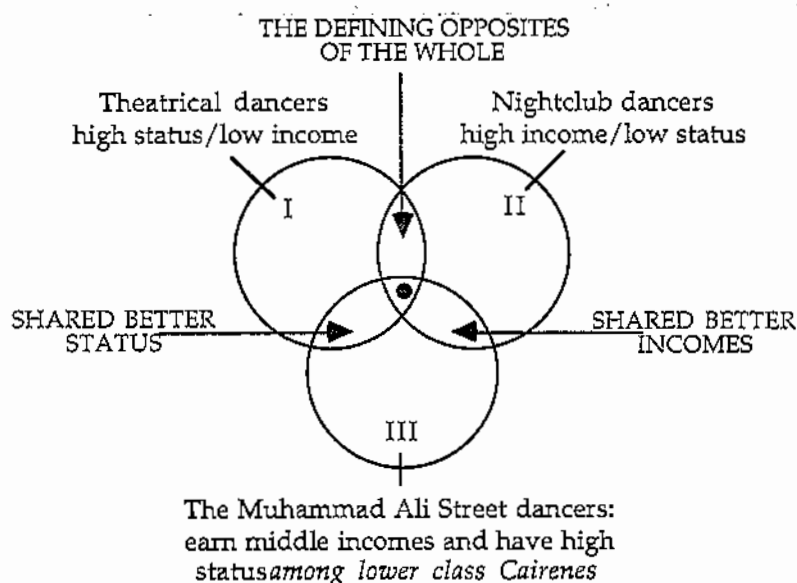 THE DEFINING OPPOSITES
OF THE WHOLE
Theatrical dancers
high status/low income
Nightclub dancers
high income/low status
I
II
SHARED BETTER
STATUS
SHARED BETTER
INCOMES
III
The Muhammad Ali Street dancers:
earn middle incomes and have high
status among lower class Cairenes